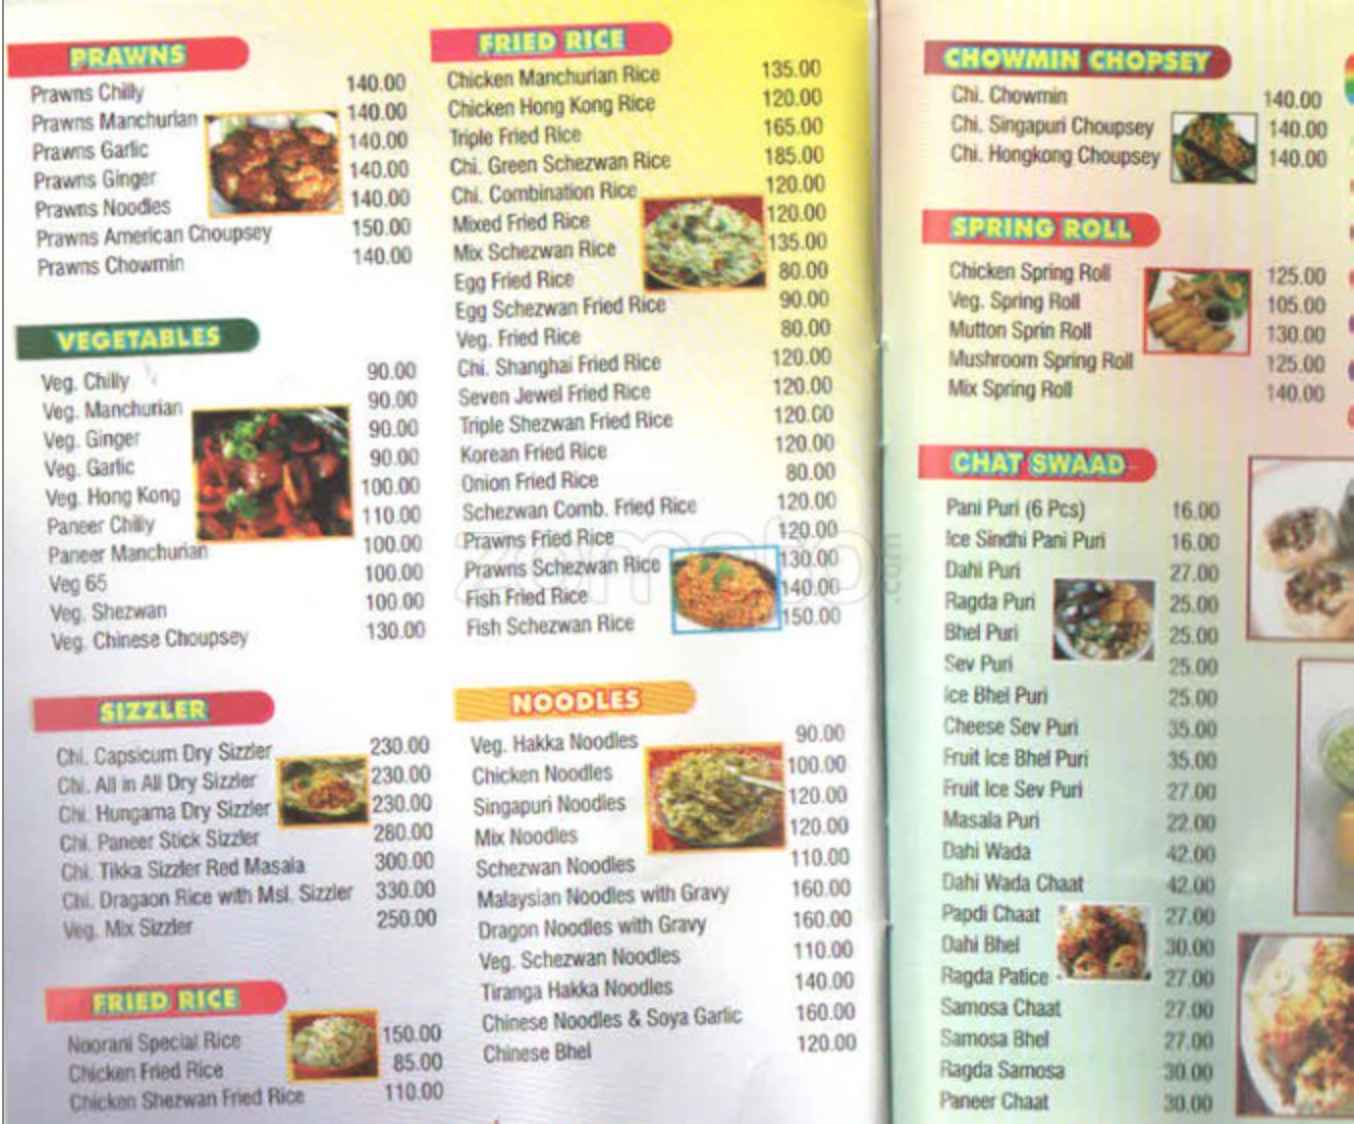 PRAWNS
Prawns Chilly 140.00
Prawns Manchurian 140.00
Prawns Garlic 140.00
Prawns Ginger 140.00
Prawns Noodles 140.00
Prawns American Choupsey 150.00
Prawns Chowmin 140.00
VEGETABLES
Veg. Chilly 90.00
Veg. Manchurian 90.00
Veg. Ginger 90.00
Veg. Garlic 90.00
Veg. Hong Kong 100.00
Paneer Chilly 110.00
Paneer Manchurian 100.00
Veg 65 100.00
Veg. Shezwan 100.00
Veg. Chinese Choupsey 130.00
SIZZLER
Chi. Capsicum Dry Sizzler 230.00
Chi. All in All Dry Sizzler 230.00
Chi. Hungama Dry Sizzler 230.00
Chi. Paneer Stick Sizzler 280.00
Chi. Tikka Sizzler Red Masala 300.00
Chi. Dragaon Rice with Msl. Sizzler 330.00
Veg. Mix Sizzler 250.00
FRIED RICE
Noorani Special Rice 150.00
Chicken Fried Rice 85.00
Chicken Shezwan Fried Rice 110.00
FRIED RICE
Chicken Manchurian Rice 135.00
Chicken Hong Kong Rice 120.00
Triple Fried Rice 165.00
Chi. Green Schezwan Rice 185.00
Chi. Combination Rice 120.00
Mixed Fried Rice 120.00
Mix Schezwan Rice 135.00
Egg Fried Rice 80.00
Egg Schezwan Fried Rice 90.00
Veg. Fried Rice 80.00
Chi. Shanghai Fried Rice 120.00
Seven Jewel Fried Rice 120.00
Triple Shezwan Fried Rice 120.00
Korean Fried Rice 120.00
Onion Fried Rice 80.00
Schezwan Comb. Fried Rice 120.00
Prawns Fried Rice 120.00
Prawns Schezwan Rice 130.00
Fish Fried Rice 140.00
Fish Schezwan Rice 150.00
zomato
NOODLES
Veg. Hakka Noodles 90.00
Chicken Noodles 100.00
Singapuri Noodles 120.00
Mix Noodles 120.00
Schezwan Noodles 110.00
Malaysian Noodles with Gravy 160.00
Dragon Noodles with Gravy 160.00
Veg. Schezwan Noodles 110.00
Tiranga Hakka Noodles 140.00
Chinese Noodles & Soya Garlic 160.00
Chinese Bhel 120.00
CHOWMIN CHOPSEY
Chi. Chowmin 140.00
Chi. Singapuri Choupsey 140.00
Chi. Hongkong Choupsey 140.00
SPRING ROLL
Chicken Spring Roll 125.00
Veg. Spring Roll 105.00
Mutton Sprin Roll 130.00
Mushroom Spring Roll 125.00
Mix Spring Roll 140.00
CHAT SWAAD
Pani Puri (6 Pcs) 16.00
Ice Sindhi Pani Puri 16.00
Dahi Puri 27.00
Ragda Puri 25.00
Bhel Puri 25.00
Sev Puri 25.00
Ice Bhel Puri 25.00
Cheese Sev Puri 35.00
Fruit Ice Bhel Puri 35.00
Fruit Ice Sev Puri 27.00
Masala Puri 22.00
Dahi Wada 42.00
Dahi Wada Chaat 42.00
Papdi Chaat 27.00
Dahi Bhel 30.00
Ragda Patice 27.00
Samosa Chaat 27.00
Samosa Bhel 27.00
Ragda Samosa 30.00
Paneer Chaat 30.00